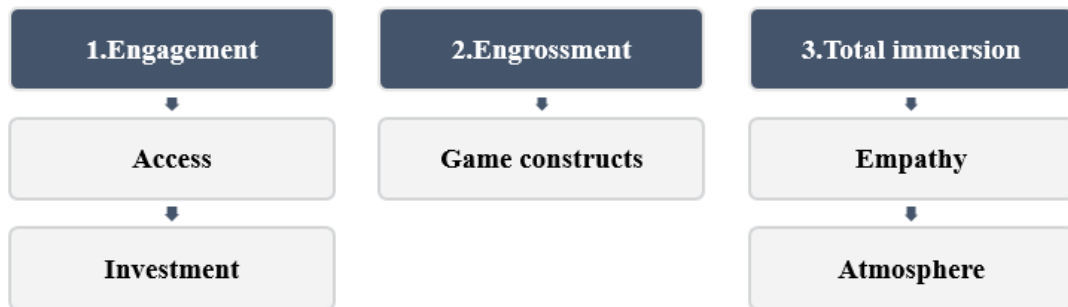 1.Engagement
2.Engrossment
3.Total immersion
Access
Game constructs
Empathy
Investment
Atmosphere